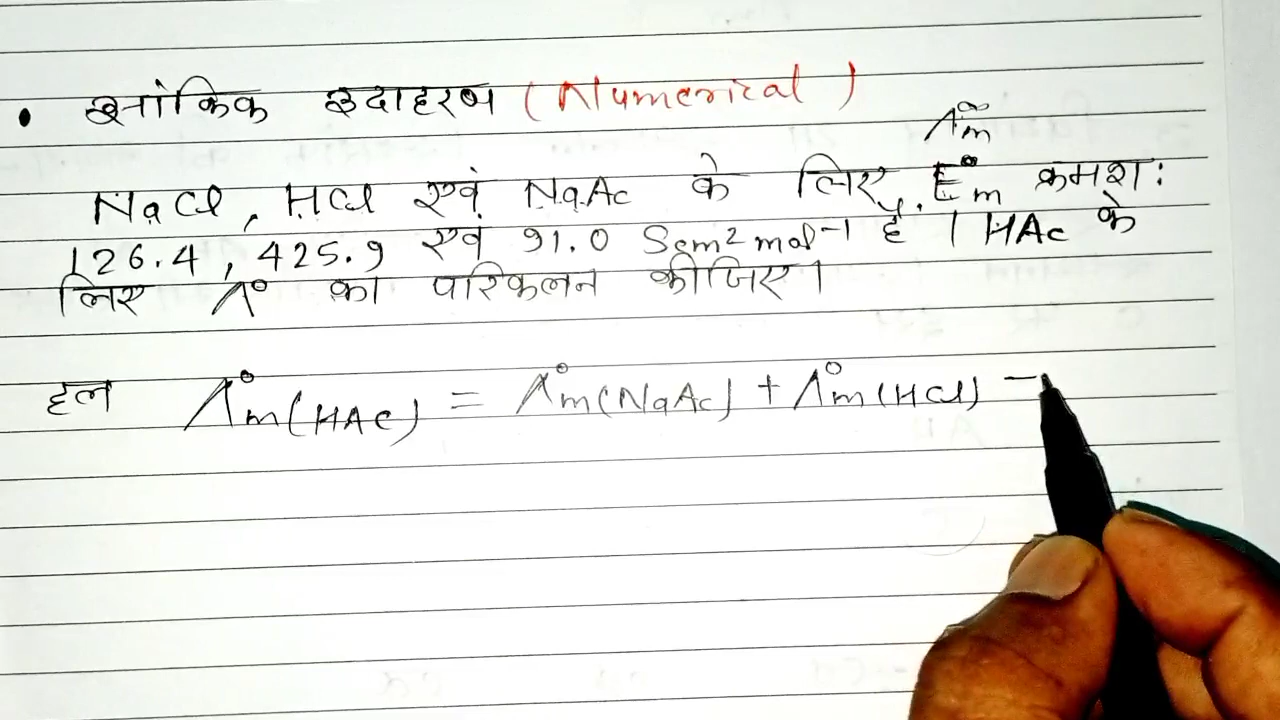 • आंकिक उदाहरण (Numerical)
Λ∞m
NaCl, HCl एवं NaAc के लिए E°m क्रमश:
126.4, 425.9 एवं 91.0 Scm² mol⁻¹ है। HAc के
लिए Λ° का परिकलन कीजिए।
हल Λ°m(HAc) = Λ°m(NaAc) + Λ°m(HCl) –